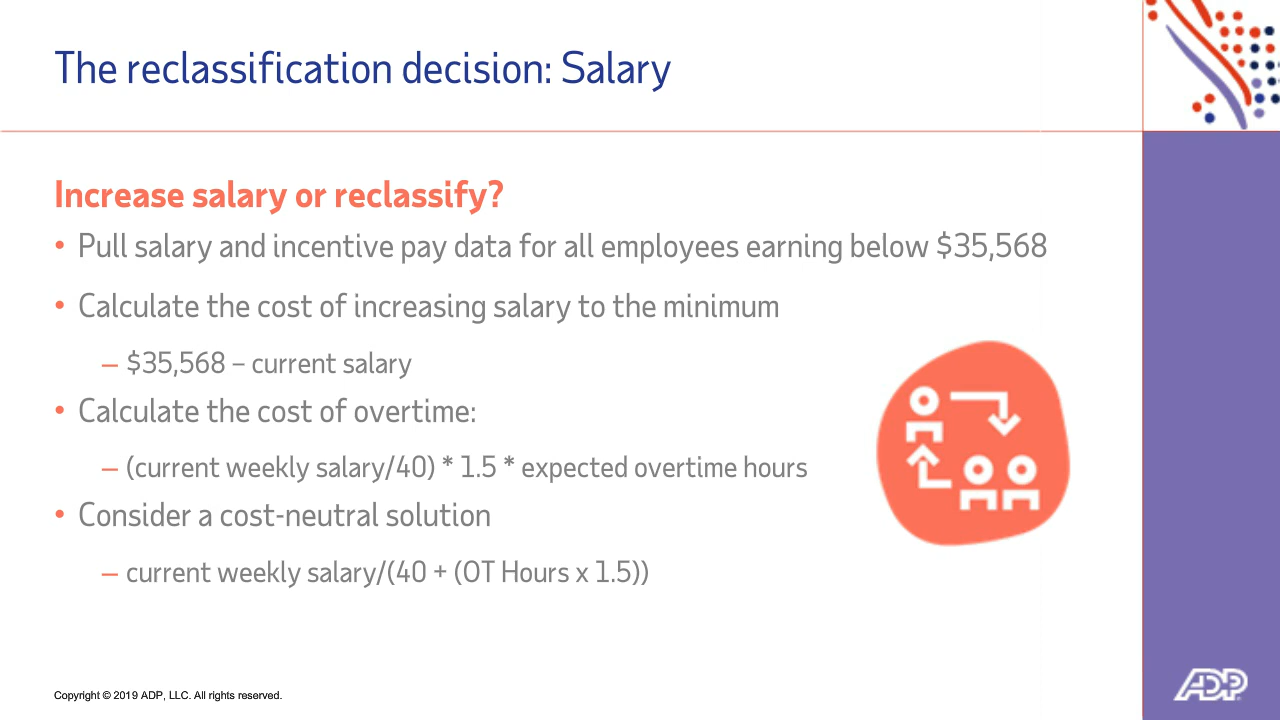 The reclassification decision: Salary
Increase salary or reclassify?
• Pull salary and incentive pay data for all employees earning below $35,568
• Calculate the cost of increasing salary to the minimum
– $35,568 – current salary
• Calculate the cost of overtime:
– (current weekly salary/40) * 1.5 * expected overtime hours
• Consider a cost-neutral solution
– current weekly salary/(40 + (OT Hours x 1.5))
Copyright © 2019 ADP, LLC. All rights reserved.
ADP